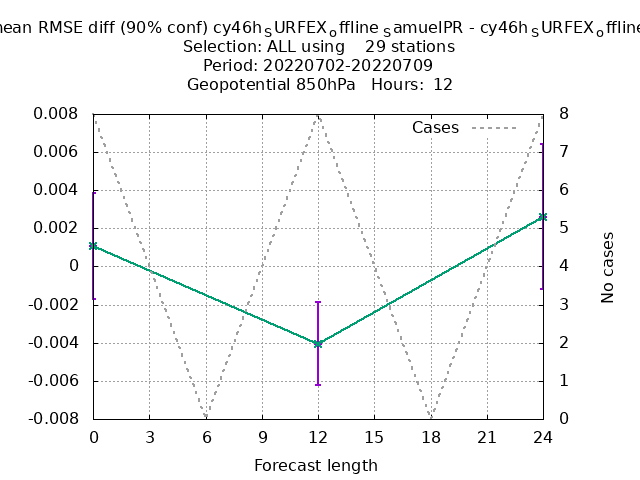 nean RMSE diff (90% conf) cy46h_SURFEX_offline_SamuelPR - cy46h_SURFEX_offline
Selection: ALL using 29 stations
Period: 20220702-20220709
Geopotential 850hPa Hours: 12
Cases
0.008
0.006
0.004
0.002
0
-0.002
-0.004
-0.006
-0.008
8
7
6
5
4
3
2
1
0
No cases
0 3 6 9 12 15 18 21 24
Forecast length